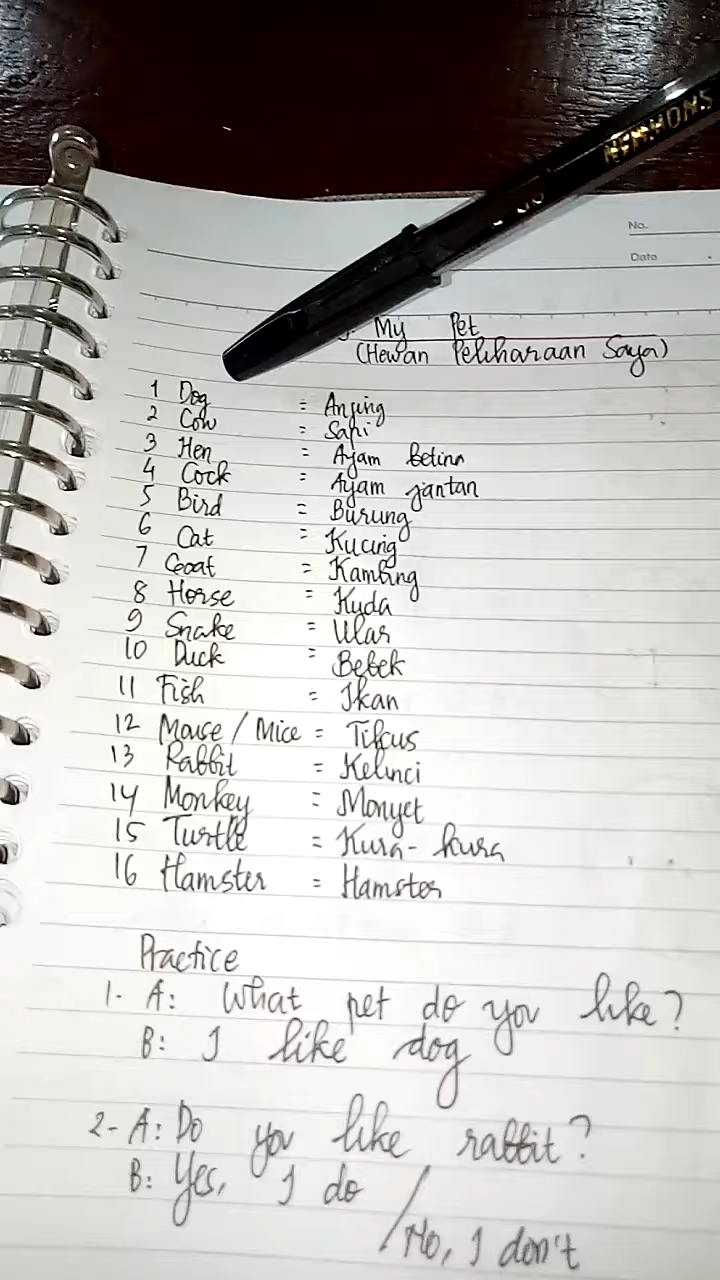 No.
Date
My Pet
(Hewan Peliharaan Saya)
1 Dog = Anjing
2 Cow = Sapi
3 Hen = Ayam betina
4 Cock = Ayam jantan
5 Bird = Burung
6 Cat = Kucing
7 Goat = Kambing
8 Horse = Kuda
9 Snake = Ular
10 Duck = Bebek
11 Fish = Ikan
12 Mouse / Mice = Tikus
13 Rabbit = Kelinci
14 Monkey = Monyet
15 Turtle = Kura-kura
16 Hamster = Hamster
Practice
1- A: What pet do you like?
B: I like dog
2- A: Do you like rabbit?
B: Yes, I do
/ No, I don't